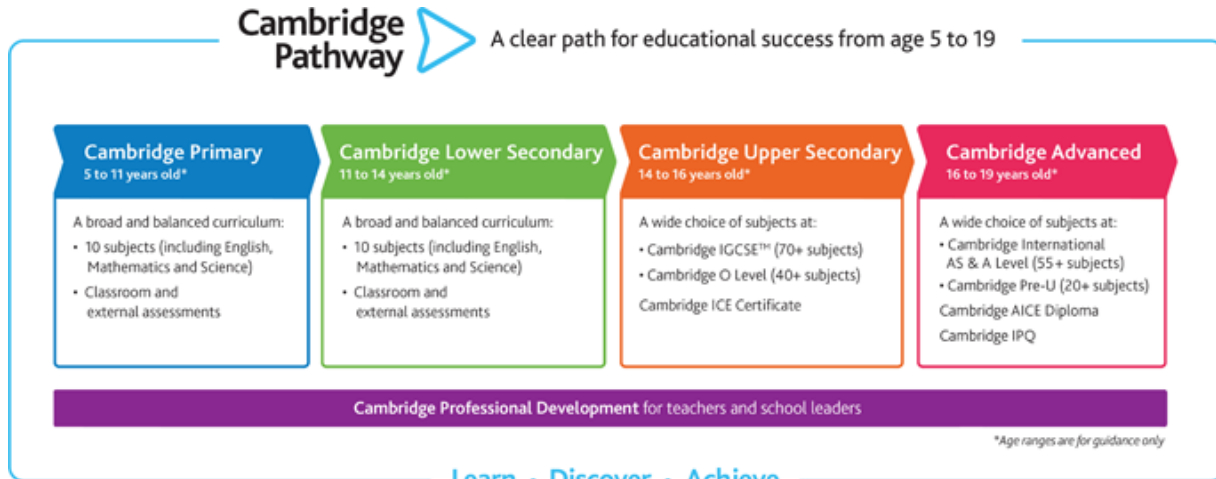 Cambridge
Pathway
A clear path for educational success from age 5 to 19
Cambridge Primary
5 to 11 years old*
A broad and balanced curriculum:
• 10 subjects (including English,
Mathematics and Science)
• Classroom and
external assessments
Cambridge Lower Secondary
11 to 14 years old*
A broad and balanced curriculum:
• 10 subjects (including English,
Mathematics and Science)
• Classroom and
external assessments
Cambridge Upper Secondary
14 to 16 years old*
A wide choice of subjects at:
• Cambridge IGCSE™ (70+ subjects)
• Cambridge O Level (40+ subjects)
Cambridge ICE Certificate
Cambridge Advanced
16 to 19 years old*
A wide choice of subjects at:
• Cambridge International
AS & A Level (55+ subjects)
• Cambridge Pre-U (20+ subjects)
Cambridge AICE Diploma
Cambridge IPQ
Cambridge Professional Development for teachers and school leaders
*Age ranges are for guidance only
Learn • Discover • Achieve